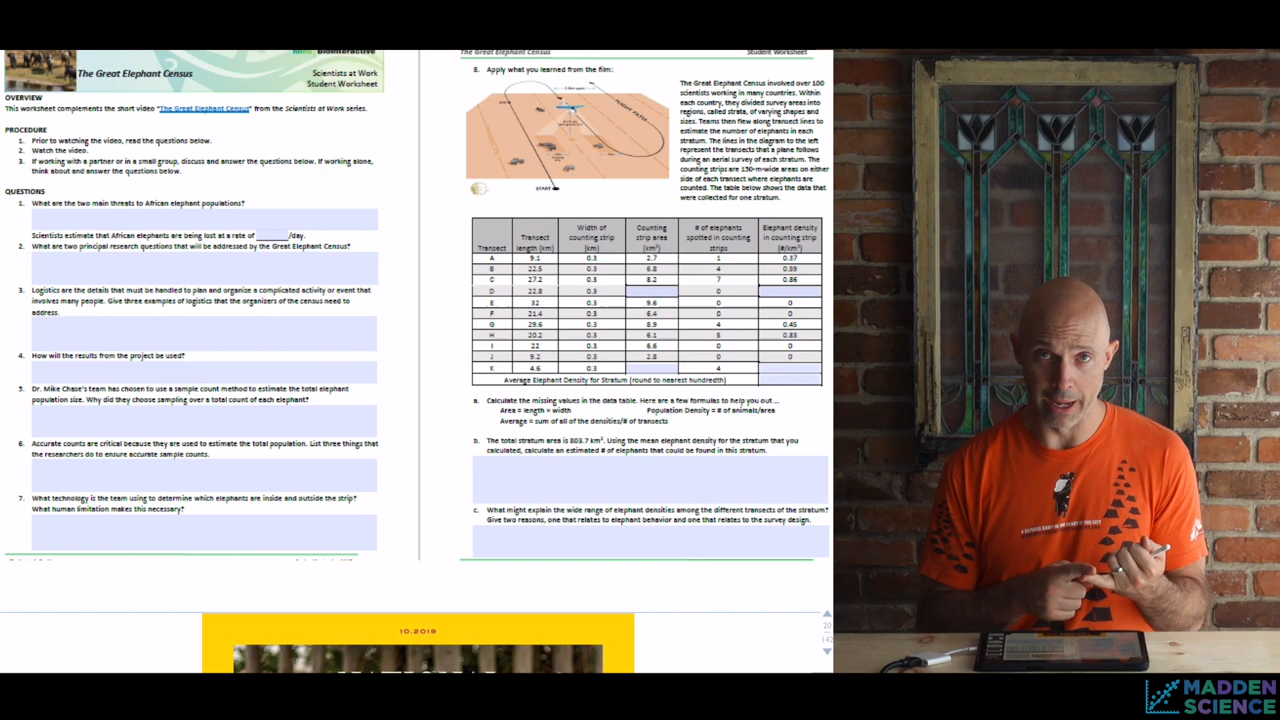 biointeractive
The Great Elephant Census
Scientists at Work
Student Worksheet
OVERVIEW
This worksheet complements the short video "The Great Elephant Census" from the Scientists at Work series.
PROCEDURE
1. Prior to watching the video, read the questions below.
2. Watch the video.
3. If working with a partner or in a small group, discuss and answer the questions below. If working alone,
think about and answer the questions below.
QUESTIONS
1. What are the two main threats to African elephant populations?
Scientists estimate that African elephants are being lost at a rate of ______/day.
2. What are two principal research questions that will be addressed by the Great Elephant Census?
3. Logistics are the details that must be handled to plan and organize a complicated activity or event that
involves many people. Give three examples of logistics that the organizers of the census need to
address.
4. How will the results from the project be used?
5. Dr. Mike Chase's team has chosen to use a sample count method to estimate the total elephant
population size. Why did they choose sampling over a total count of each elephant?
6. Accurate counts are critical because they are used to estimate the total population. List three things that
the researchers do to ensure accurate sample counts.
7. What technology is the team using to determine which elephants are inside and outside the strip?
What human limitation makes this necessary?
The Great Elephant Census
Student Worksheet
8. Apply what you learned from the film:
FLIGHT PATH
START
The Great Elephant Census involved over 100
scientists working in many countries. Within
each country, they divided survey areas into
regions, called strata, of varying shapes and
sizes. Teams then flew along transect lines to
estimate the number of elephants in each
stratum. The lines in the diagram to the left
represent the transects that a plane follows
during an aerial survey of each stratum. The
counting strips are 150-m-wide areas on either
side of each transect where elephants are
counted. The table below shows the data that
were collected for one stratum.
Transect Transect length (km) Width of counting strip (km) Counting strip area (km²) # of elephants spotted in counting strips Elephant density in counting strip (#/km²)
A 9.1 0.3 2.7 1 0.37
B 22.5 0.3 6.8 4 0.59
C 27.2 0.3 8.2 7 0.86
D 22.8 0.3 0
E 32 0.3 9.6 0 0
F 21.4 0.3 6.4 0 0
G 29.6 0.3 8.9 4 0.45
H 20.2 0.3 6.1 5 0.83
I 22 0.3 6.6 0 0
J 9.2 0.3 2.8 0 0
K 4.6 0.3 4
Average Elephant Density for Stratum (round to nearest hundredth)
a. Calculate the missing values in the data table. Here are a few formulas to help you out ...
Area = length × width Population Density = # of animals/area
Average = sum of all of the densities/# of transects
b. The total stratum area is 803.7 km². Using the mean elephant density for the stratum that you
calculated, calculate an estimated # of elephants that could be found in this stratum.
c. What might explain the wide range of elephant densities among the different transects of the stratum?
Give two reasons, one that relates to elephant behavior and one that relates to the survey design.
10.2019
NATIONAL
20
142
MADDEN
SCIENCE